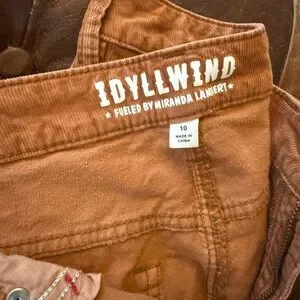 IDYLLWIND
★ FUELED BY MIRANDA LAMBERT ★
10
MADE IN
CHINA